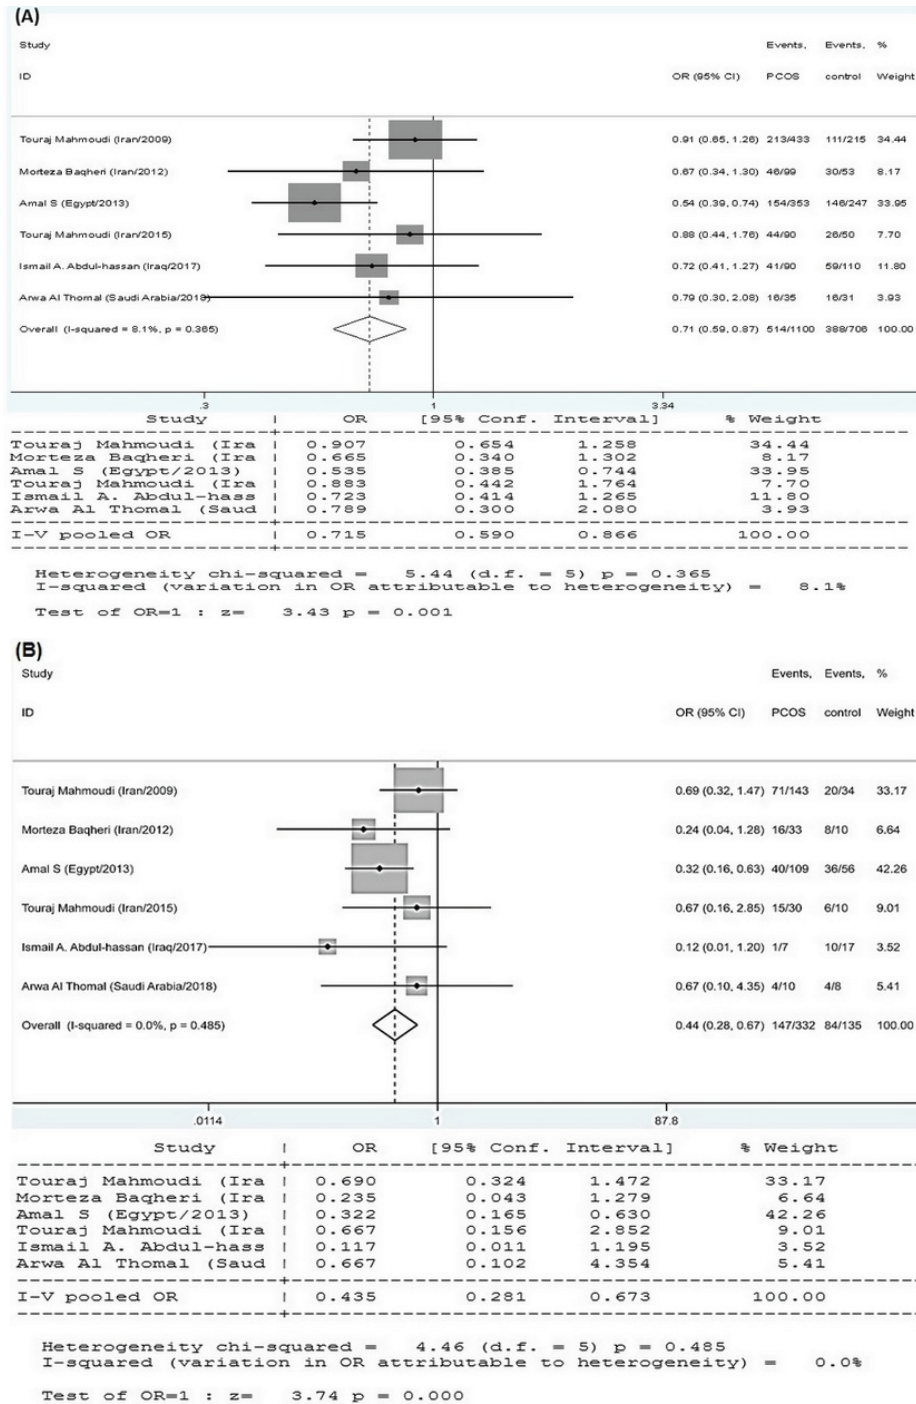 (A)
Study Events, Events, %
ID OR (95% CI) PCOS control Weight
Touraj Mahmoudi (Iran/2009) 0.91 (0.65, 1.26) 213/433 111/215 34.44
Morteza Baqheri (Iran/2012) 0.67 (0.34, 1.30) 46/99 30/53 8.17
Amal S (Egypt/2013) 0.54 (0.39, 0.74) 154/353 146/247 33.95
Touraj Mahmoudi (Iran/2015) 0.88 (0.44, 1.76) 44/90 26/50 7.70
Ismail A. Abdul-hassan (Iraq/2017) 0.72 (0.41, 1.27) 41/90 59/110 11.80
Arwa Al Thomal (Saudi Arabia/2018) 0.79 (0.30, 2.08) 16/35 16/31 3.93
Overall (I-squared = 8.1%, p = 0.365) 0.71 (0.59, 0.87) 514/1100 388/706 100.00
.3 1 3.34
Study | OR [95% Conf. Interval] % Weight
Touraj Mahmoudi (Ira | 0.907 0.654 1.258 34.44
Morteza Baqheri (Ira | 0.665 0.340 1.302 8.17
Amal S (Egypt/2013) | 0.535 0.385 0.744 33.95
Touraj Mahmoudi (Ira | 0.883 0.442 1.764 7.70
Ismail A. Abdul-hass | 0.723 0.414 1.265 11.80
Arwa Al Thomal (Saud | 0.789 0.300 2.080 3.93
I-V pooled OR | 0.715 0.590 0.866 100.00
Heterogeneity chi-squared = 5.44 (d.f. = 5) p = 0.365
I-squared (variation in OR attributable to heterogeneity) = 8.1%
Test of OR=1 : z= 3.43 p = 0.001
(B)
Study Events, Events, %
ID OR (95% CI) PCOS control Weight
Touraj Mahmoudi (Iran/2009) 0.69 (0.32, 1.47) 71/143 20/34 33.17
Morteza Baqheri (Iran/2012) 0.24 (0.04, 1.28) 16/33 8/10 6.64
Amal S (Egypt/2013) 0.32 (0.16, 0.63) 40/109 36/56 42.26
Touraj Mahmoudi (Iran/2015) 0.67 (0.16, 2.85) 15/30 6/10 9.01
Ismail A. Abdul-hassan (Iraq/2017) 0.12 (0.01, 1.20) 1/7 10/17 3.52
Arwa Al Thomal (Saudi Arabia/2018) 0.67 (0.10, 4.35) 4/10 4/8 5.41
Overall (I-squared = 0.0%, p = 0.485) 0.44 (0.28, 0.67) 147/332 84/135 100.00
.0114 1 87.8
Study | OR [95% Conf. Interval] % Weight
Touraj Mahmoudi (Ira | 0.690 0.324 1.472 33.17
Morteza Baqheri (Ira | 0.235 0.043 1.279 6.64
Amal S (Egypt/2013) | 0.322 0.165 0.630 42.26
Touraj Mahmoudi (Ira | 0.667 0.156 2.852 9.01
Ismail A. Abdul-hass | 0.117 0.011 1.195 3.52
Arwa Al Thomal (Saud | 0.667 0.102 4.354 5.41
I-V pooled OR | 0.435 0.281 0.673 100.00
Heterogeneity chi-squared = 4.46 (d.f. = 5) p = 0.485
I-squared (variation in OR attributable to heterogeneity) = 0.0%
Test of OR=1 : z= 3.74 p = 0.000